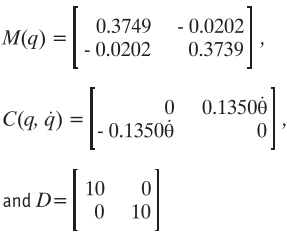 M(q) = [ 0.3749 - 0.0202
- 0.0202 0.3739 ] ,
C(q, q̇) = [ 0 0.1350θ̇
- 0.1350θ̇ 0 ] ,
and D= [ 10 0
0 10 ]